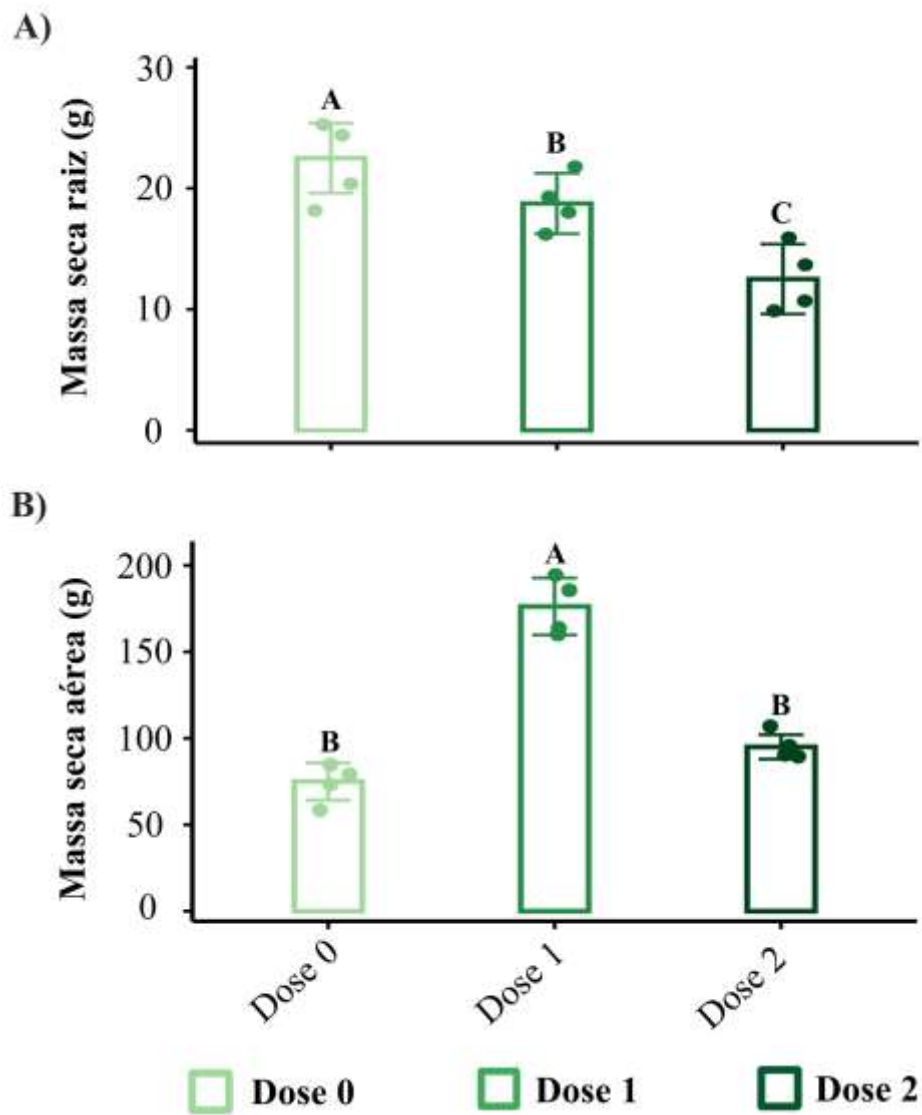 A)
Massa seca raiz (g)
30
20
10
0
A
B
C
B)
Massa seca aérea (g)
200
150
100
50
0
B
A
B
Dose 0
Dose 1
Dose 2
Dose 0
Dose 1
Dose 2